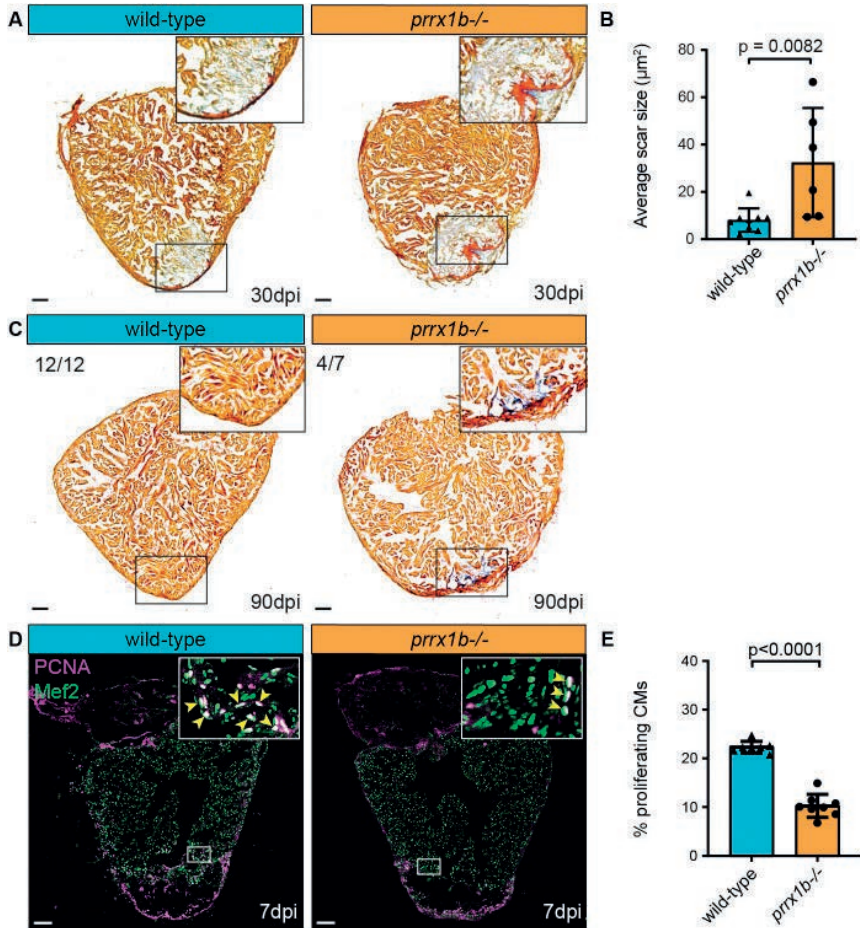 A
wild-type
prrx1b-/-
30dpi
30dpi
B
p = 0.0082
Average scar size (µm²)
80
60
40
20
0
wild-type
prrx1b-/-
C
wild-type
prrx1b-/-
12/12
4/7
90dpi
90dpi
D
wild-type
prrx1b-/-
PCNA
Mef2
7dpi
7dpi
E
p<0.0001
% proliferating CMs
40
30
20
10
0
wild-type
prrx1b-/-